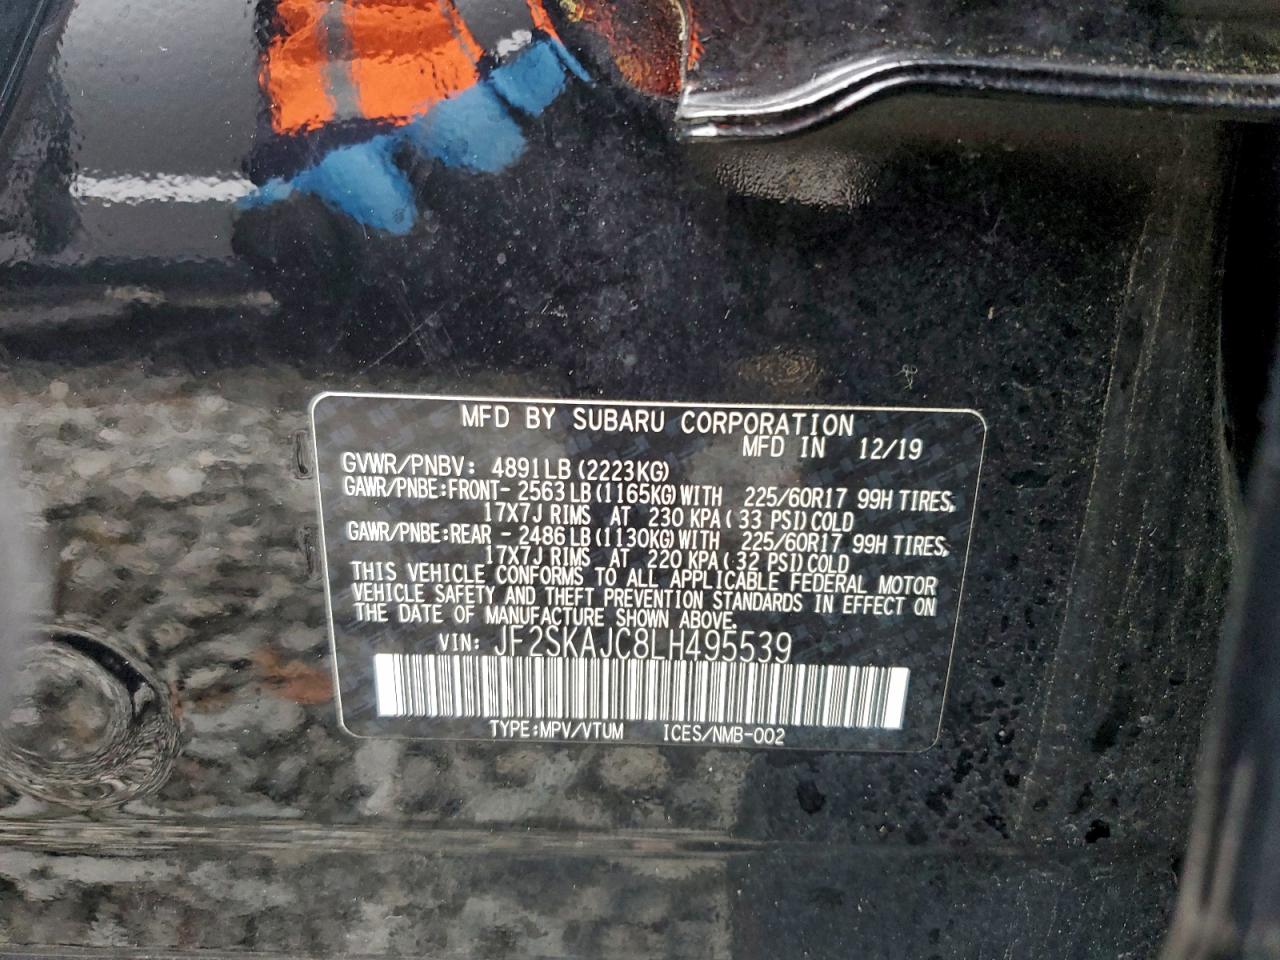 MFD BY SUBARU CORPORATION
MFD IN 12/19
GVWR/PNBV: 4891LB (2223KG)
GAWR/PNBE:FRONT- 2563LB (1165KG) WITH 225/60R17 99H TIRES,
17X7J RIMS AT 230 KPA (33 PSI) COLD
GAWR/PNBE:REAR - 2486LB (1130KG) WITH 225/60R17 99H TIRES,
17X7J RIMS AT 220 KPA (32 PSI) COLD
THIS VEHICLE CONFORMS TO ALL APPLICABLE FEDERAL MOTOR
VEHICLE SAFETY AND THEFT PREVENTION STANDARDS IN EFFECT ON
THE DATE OF MANUFACTURE SHOWN ABOVE.
VIN: JF2SKAJC8LH495539
TYPE:MPV/VTUM ICES/NMB-002